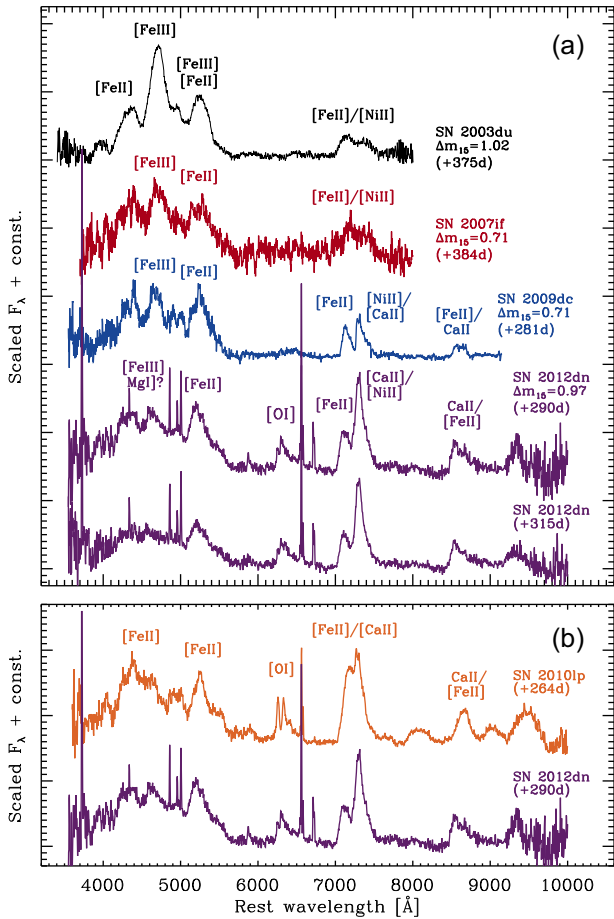 (a)
[FeIII]
[FeIII]
[FeII]
[FeII]
[FeII]/[NiII]
SN 2003du
Δm₁₅=1.02
(+375d)
[FeIII]
[FeII]
[FeII]/[NiII]
SN 2007if
Δm₁₅=0.71
(+384d)
[FeIII]
[FeII]
[FeII]
[NiII]/
[CaII]
[FeII]/
CaII
SN 2009dc
Δm₁₅=0.71
(+281d)
[FeIII]
MgI]?
[FeII]
[OI]
[FeII]
[CaII]/
[NiII]
CaII/
[FeII]
SN 2012dn
Δm₁₅=0.97
(+290d)
SN 2012dn
(+315d)
Scaled Fλ + const.
(b)
[FeII]
[FeII]
[OI]
[FeII]/[CaII]
CaII/
[FeII]
SN 2010lp
(+264d)
SN 2012dn
(+290d)
Scaled Fλ + const.
4000 5000 6000 7000 8000 9000 10000
Rest wavelength [Å]